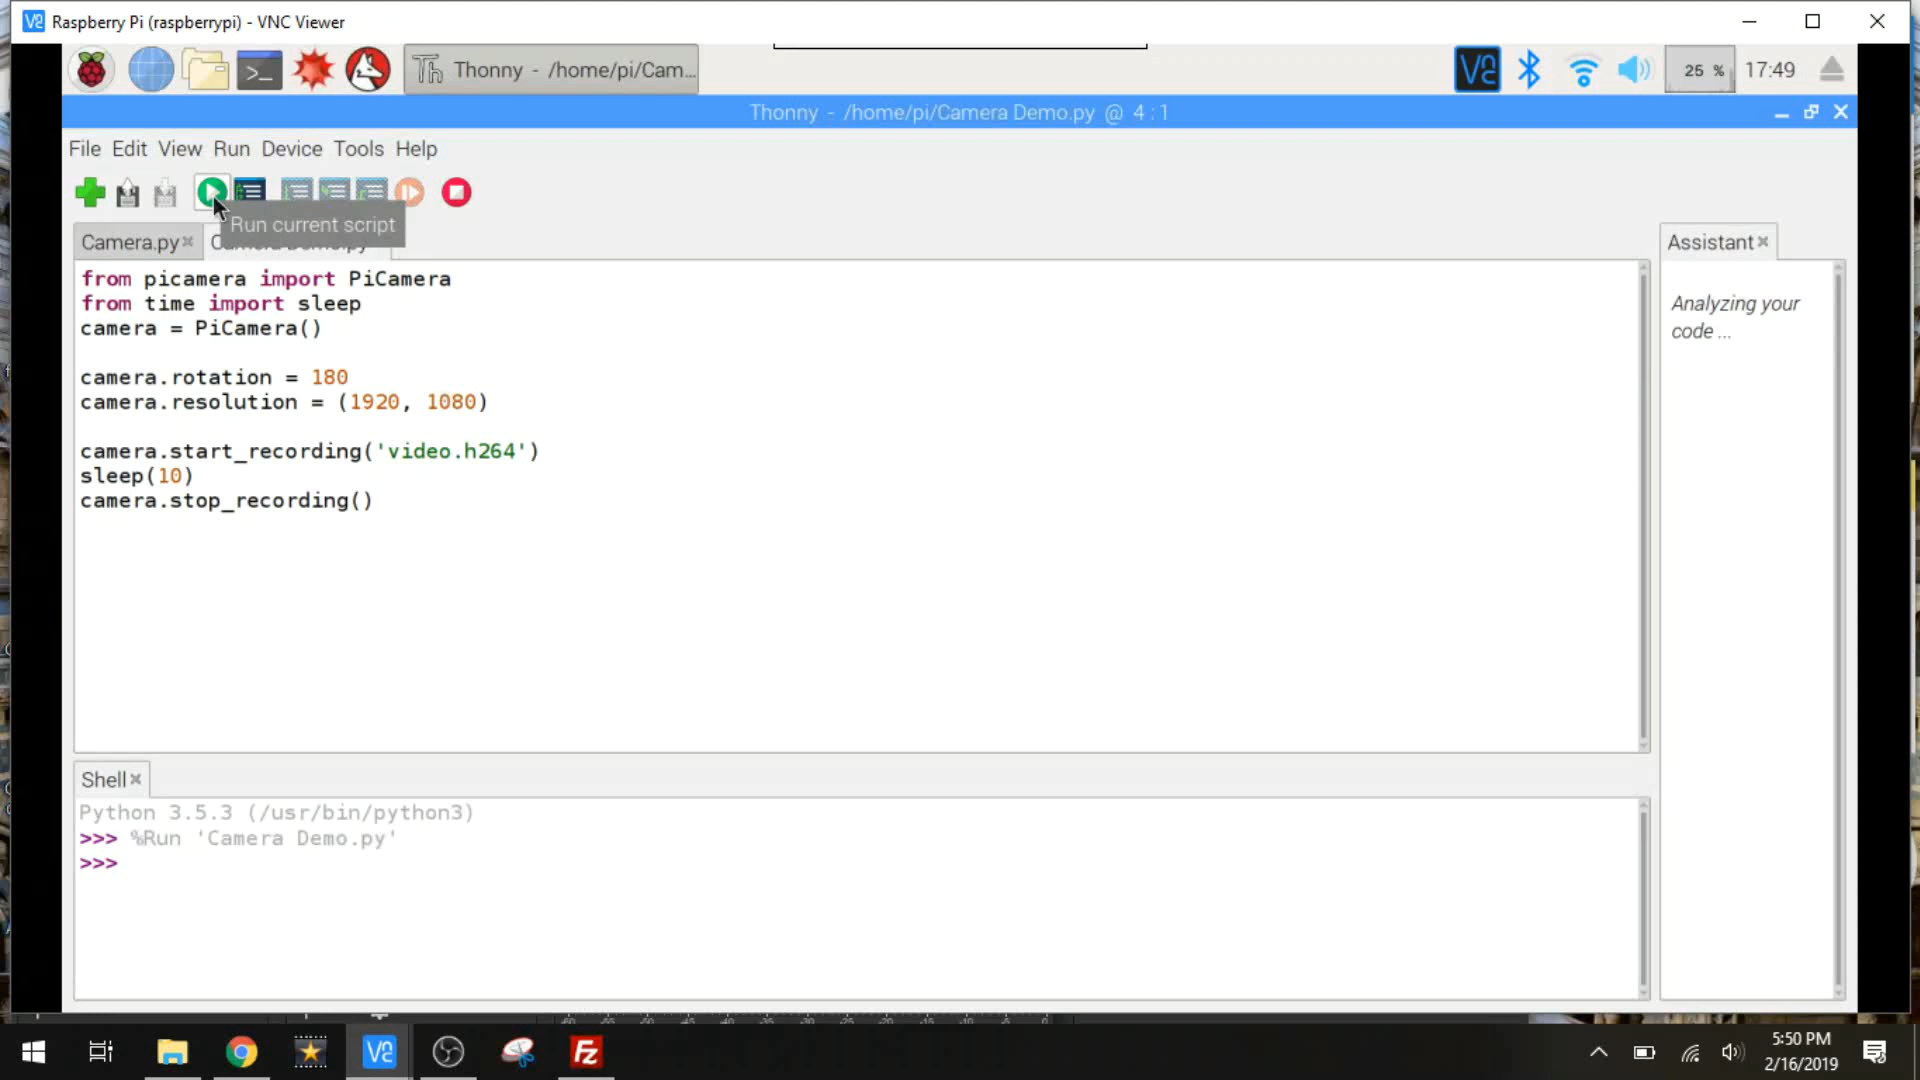 Raspberry Pi (raspberrypi) - VNC Viewer
Thonny - /home/pi/Cam...
25 %
17:49
Thonny - /home/pi/Camera Demo.py @ 4 : 1
File Edit View Run Device Tools Help
Run current script
Camera.py
Assistant
from picamera import PiCamera
from time import sleep
camera = PiCamera()
camera.rotation = 180
camera.resolution = (1920, 1080)
camera.start_recording('video.h264')
sleep(10)
camera.stop_recording()
Analyzing your
code ...
Shell
Python 3.5.3 (/usr/bin/python3)
>>> %Run 'Camera Demo.py'
>>>
5:50 PM
2/16/2019